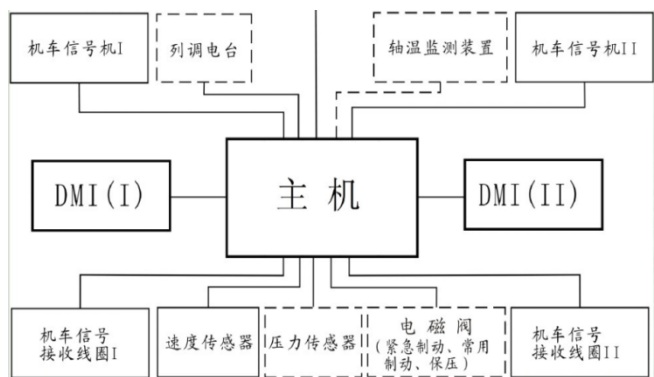 机车信号机I
列调电台
轴温监测装置
机车信号机II
DMI(I)
主机
DMI(II)
机车信号
接收线圈I
速度传感器
压力传感器
电磁阀
(紧急制动、常用
制动、保压)
机车信号
接收线圈II